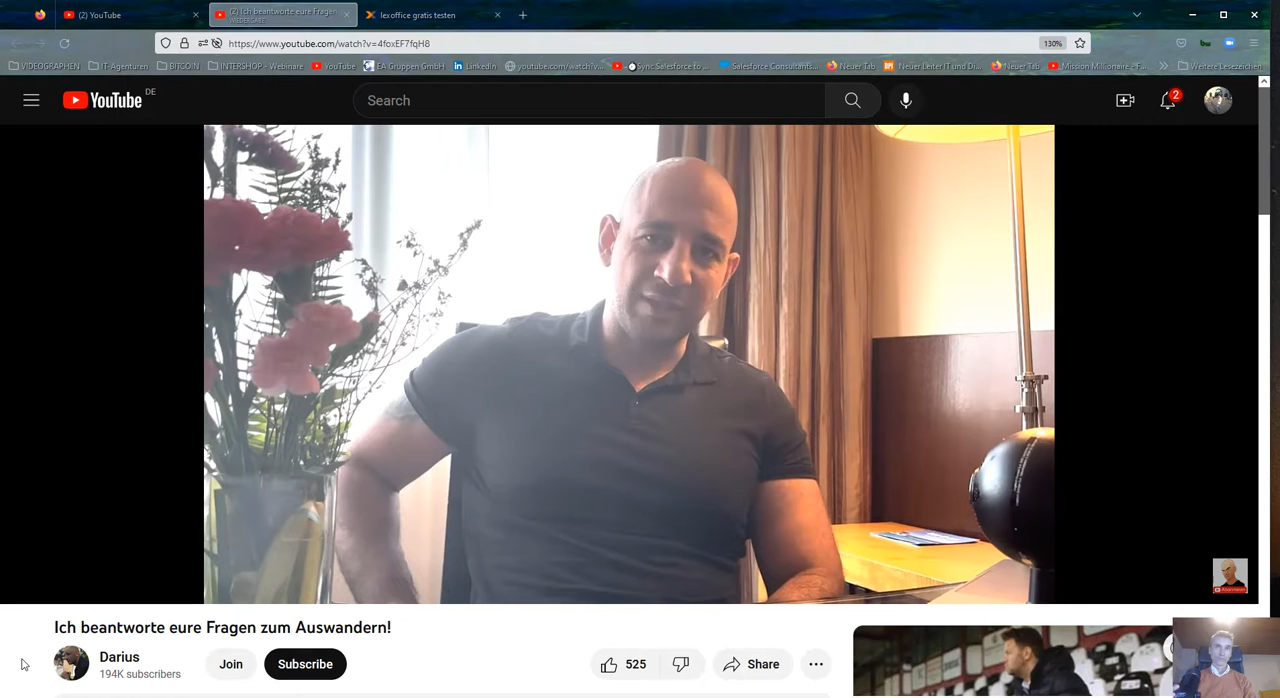 (2) YouTube
(2) Ich beantworte eure Fragen
WIEDERGABE
lexoffice gratis testen
https://www.youtube.com/watch?v=4foxEF7fqH8
130%
VIDEOGRAPHEN
IT-Agenturen
BITCOIN
INTERSHOP - Webinare
YouTube
EA Gruppen GmbH
LinkedIn
youtube.com/watch?v...
Sync Salesforce to ...
Salesforce Consultants...
Neuer Tab
Neuer Leiter IT und Di...
Neuer Tab
Mission Millionaire - F...
Weitere Lesezeichen
YouTube DE
Search
2
Ich beantworte eure Fragen zum Auswandern!
Darius
194K subscribers
Join
Subscribe
525
Share